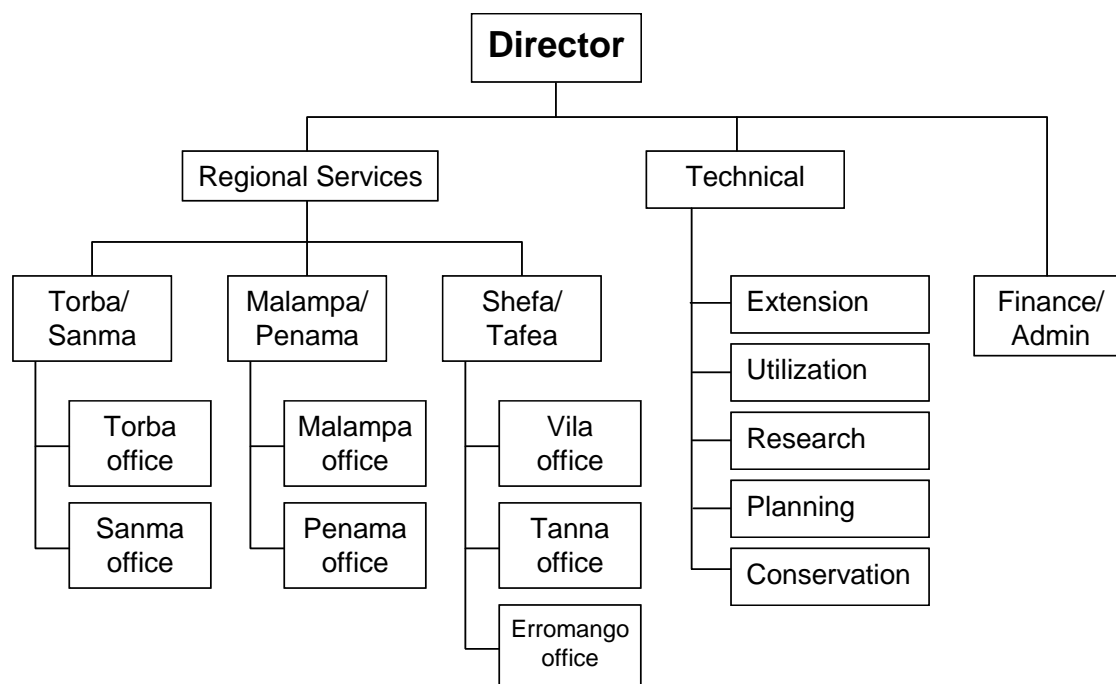 Director
Regional Services
Technical
Torba/
Sanma
Malampa/
Penama
Shefa/
Tafea
Finance/
Admin
Torba
office
Sanma
office
Malampa
office
Penama
office
Vila
office
Tanna
office
Erromango
office
Extension
Utilization
Research
Planning
Conservation